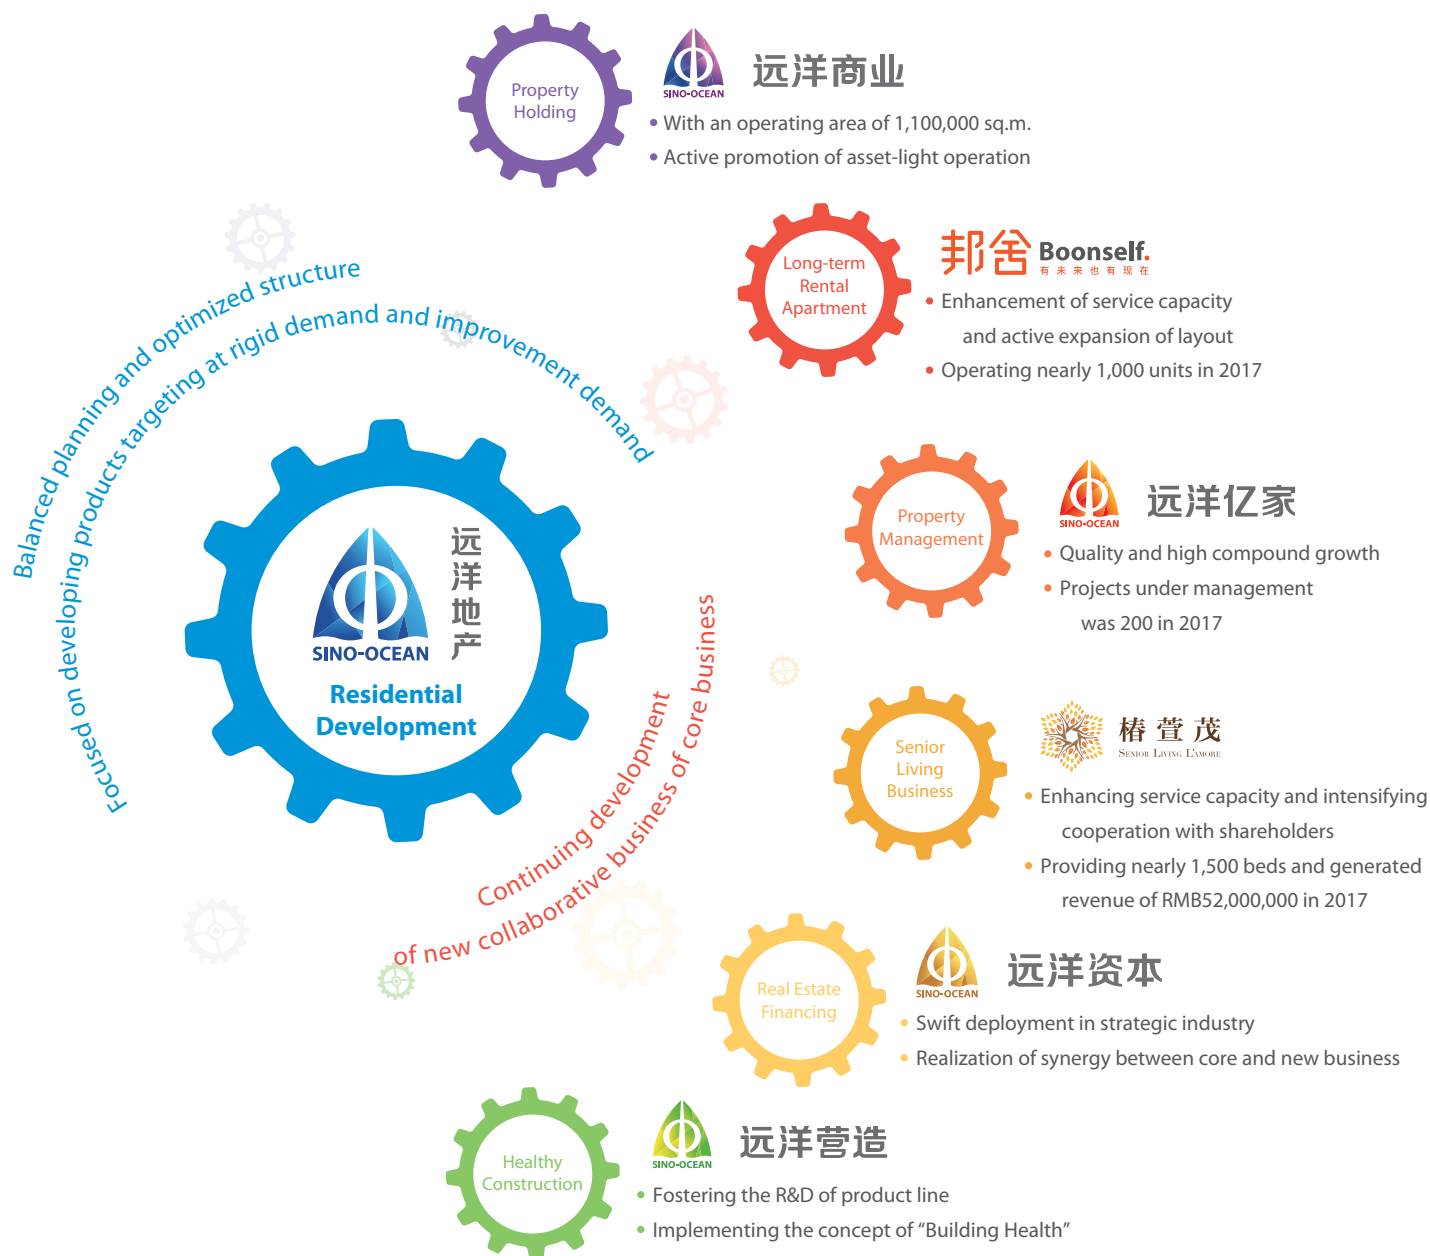 Property
Holding
SINO-OCEAN
远洋商业
• With an operating area of 1,100,000 sq.m.
• Active promotion of asset-light operation
Long-term
Rental
Apartment
邦舍 Boonself.
有未来也有现在
• Enhancement of service capacity
and active expansion of layout
• Operating nearly 1,000 units in 2017
Balanced planning and optimized structure
Focused on developing products targeting at rigid demand and improvement demand
SINO-OCEAN
远洋地产
Residential
Development
Continuing development
of new collaborative business of core business
Property
Management
SINO-OCEAN
远洋亿家
• Quality and high compound growth
• Projects under management
was 200 in 2017
Senior
Living
Business
椿萱茂
SENIOR LIVING L'AMORE
• Enhancing service capacity and intensifying
cooperation with shareholders
• Providing nearly 1,500 beds and generated
revenue of RMB52,000,000 in 2017
Real Estate
Financing
SINO-OCEAN
远洋资本
• Swift deployment in strategic industry
• Realization of synergy between core and new business
Healthy
Construction
SINO-OCEAN
远洋营造
• Fostering the R&D of product line
• Implementing the concept of “Building Health”